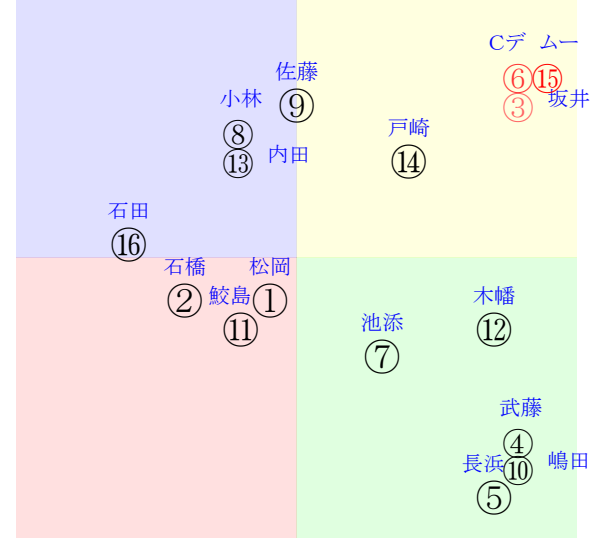 Cデ ムー
佐藤
⑥ ⑮
小林 ⑨ ③ 坂井
戸崎
⑧
⑬ 内田 ⑭
石田
⑯
石橋 松岡
② 鮫島 ① 木幡
⑪ 池添 ⑫
⑦
武藤
④
長浜 ⑩ 嶋田
⑤